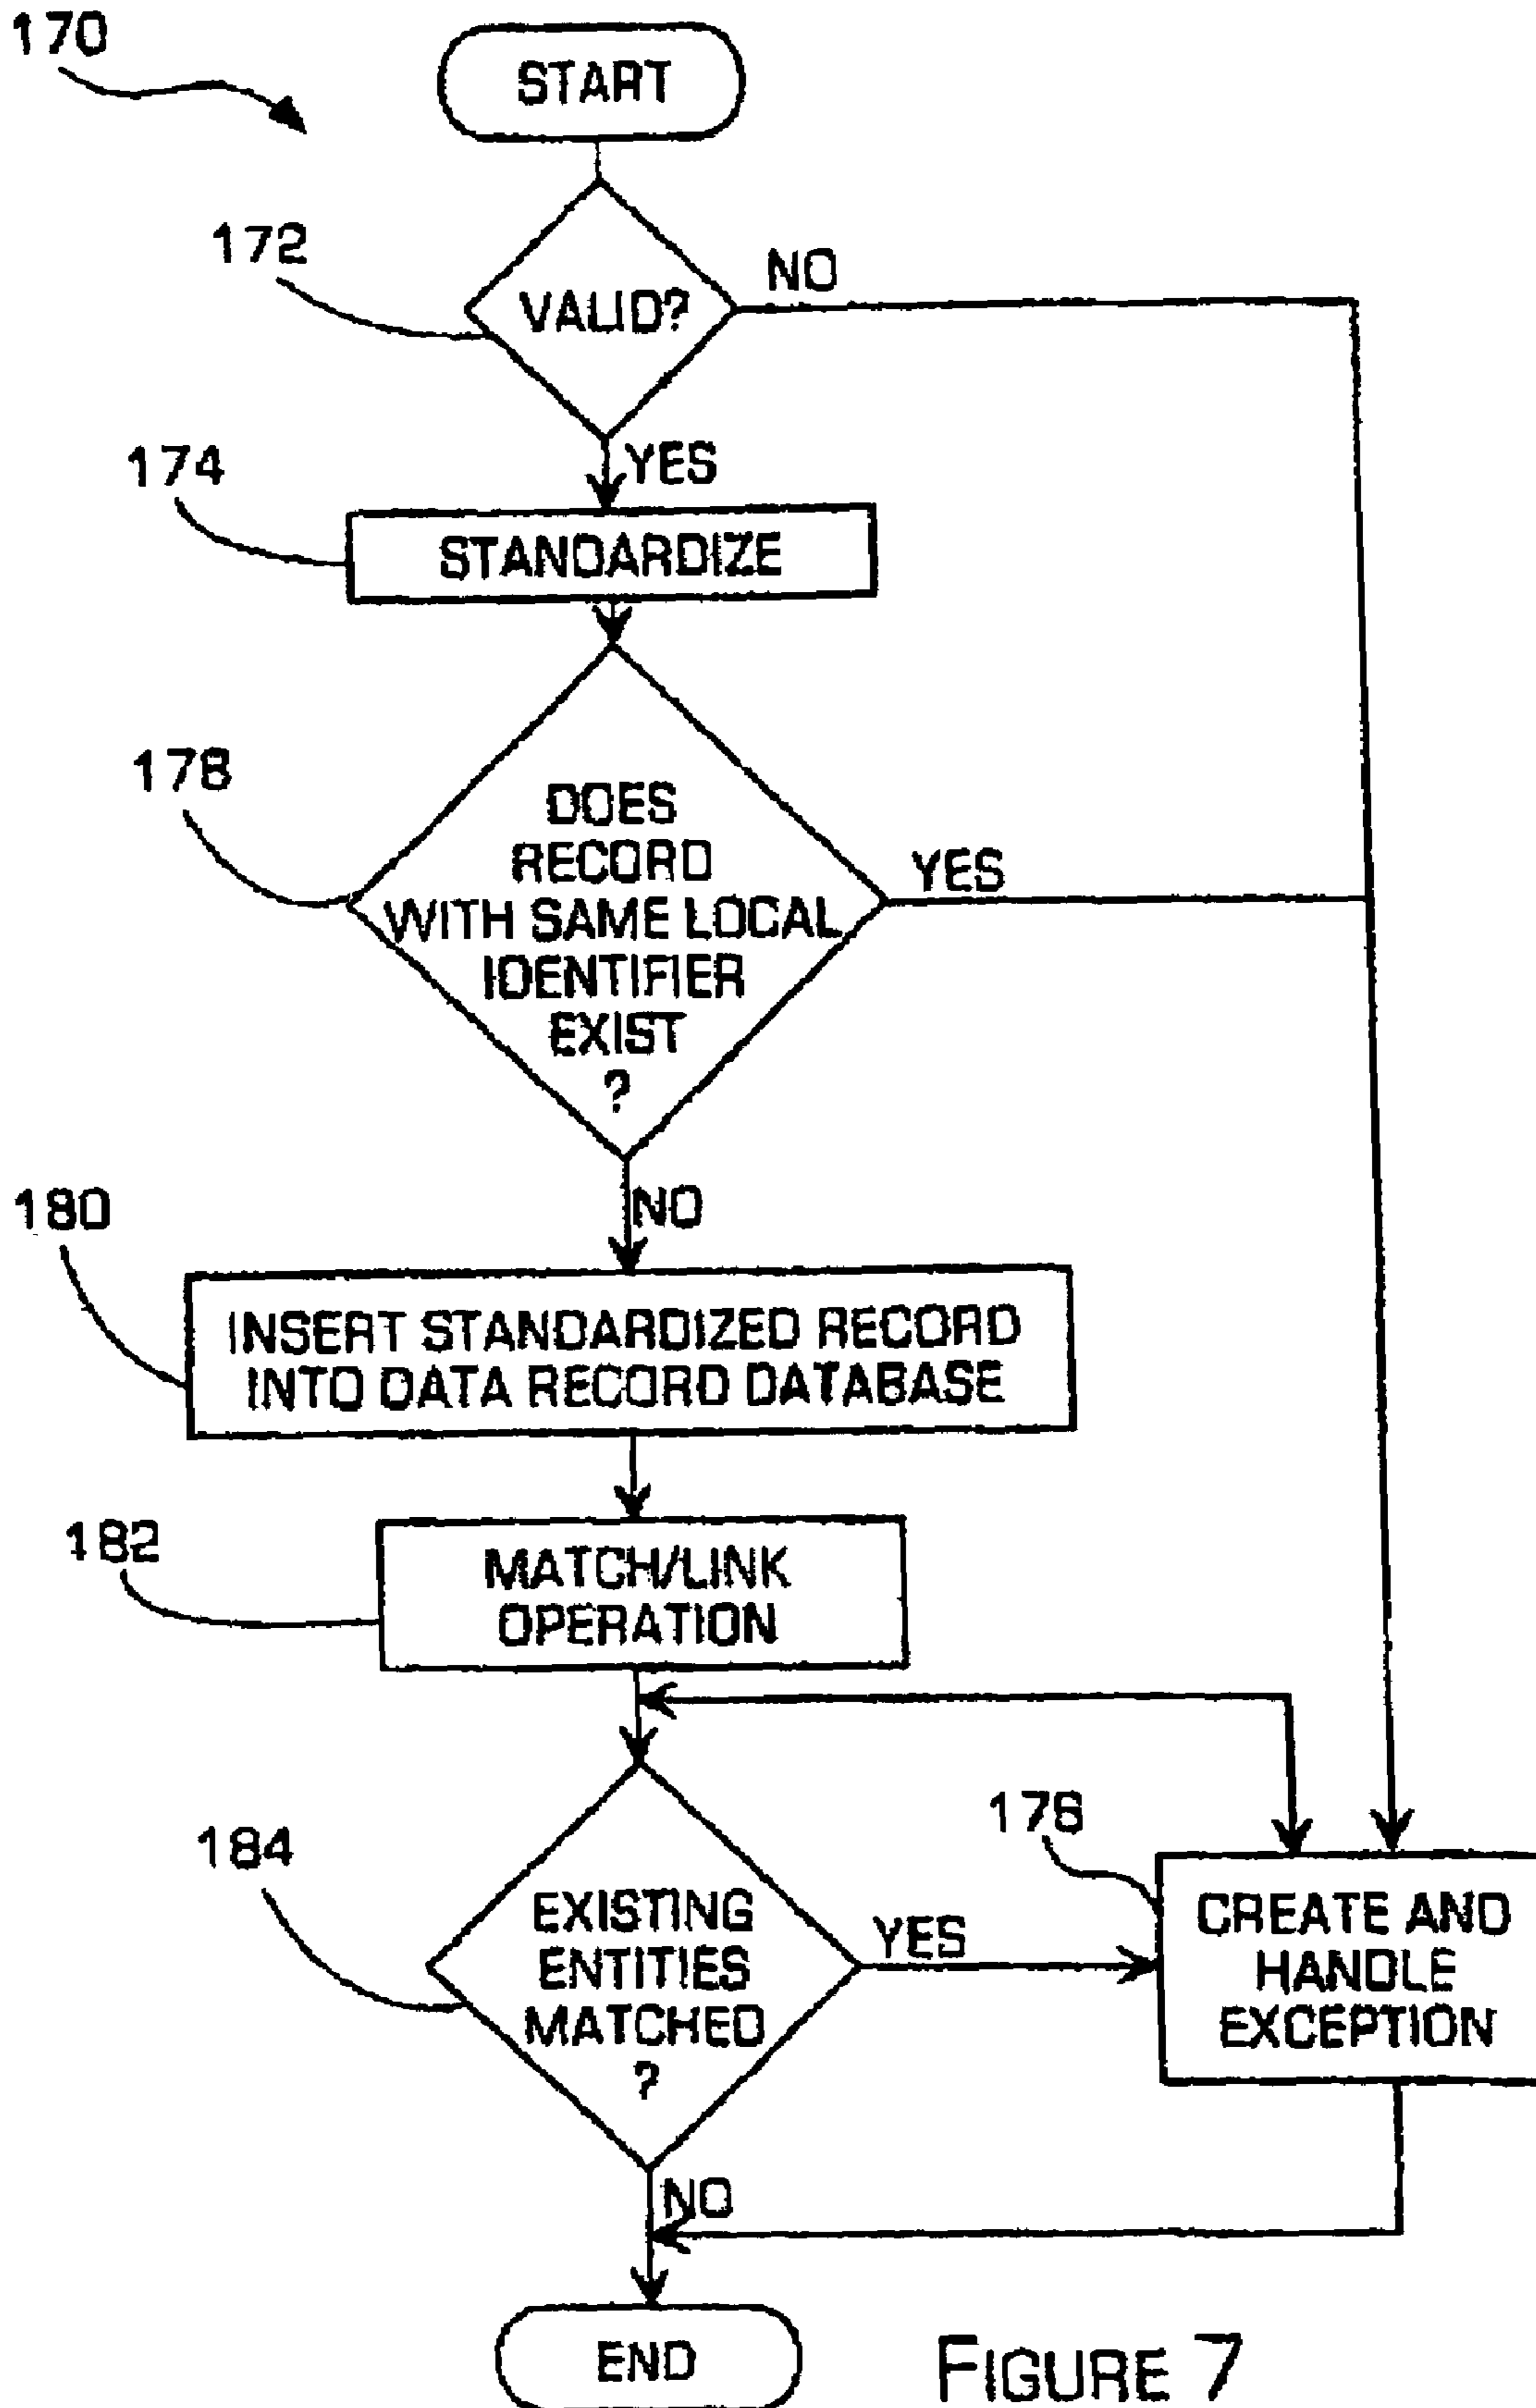 170
START
172
VALID?
NO
YES
174
STANDARDIZE
178
DOES
RECORD
WITH SAME LOCAL
IDENTIFIER
EXIST
?
YES
NO
180
INSERT STANDARDIZED RECORD
INTO DATA RECORD DATABASE
182
MATCH/LINK
OPERATION
184
EXISTING
ENTITIES
MATCHED
?
YES
176
CREATE AND
HANDLE
EXCEPTION
NO
END
FIGURE 7